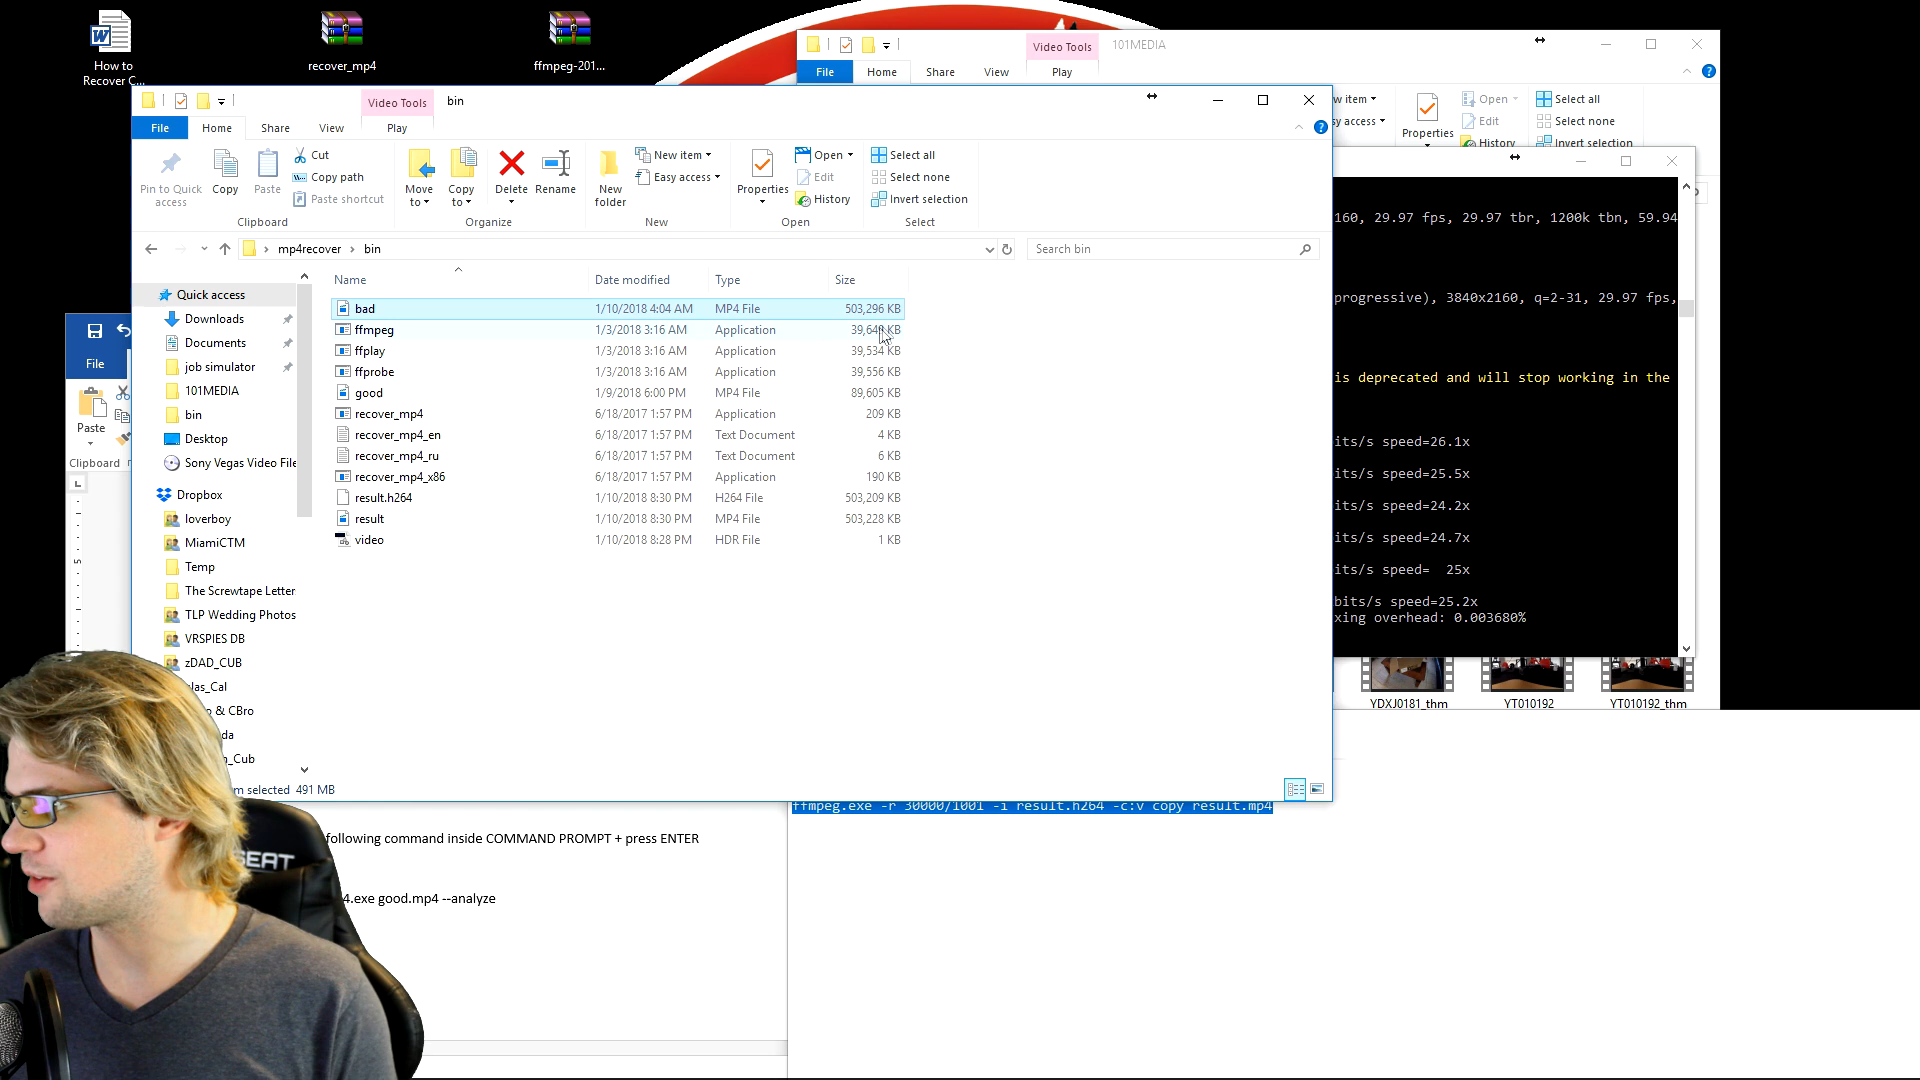 How to
Recover C...
recover_mp4
ffmpeg-201...
Video Tools
101MEDIA
File
Home
Share
View
Play
Video Tools
bin
File
Home
Share
View
Play
Pin to Quick
access
Copy
Paste
Cut
Copy path
Paste shortcut
Clipboard
Move
to
Copy
to
Delete
Rename
Organize
New
folder
New item
Easy access
New
Properties
Open
Edit
History
Open
Select all
Select none
Invert selection
Select
w item
sy access
Properties
Open
Edit
History
Select all
Select none
Invert selection
mp4recover
bin
Search bin
Name
Date modified
Type
Size
bad 1/10/2018 4:04 AM MP4 File 503,296 KB
ffmpeg 1/3/2018 3:16 AM Application 39,649 KB
ffplay 1/3/2018 3:16 AM Application 39,534 KB
ffprobe 1/3/2018 3:16 AM Application 39,556 KB
good 1/9/2018 6:00 PM MP4 File 89,605 KB
recover_mp4 6/18/2017 1:57 PM Application 209 KB
recover_mp4_en 6/18/2017 1:57 PM Text Document 4 KB
recover_mp4_ru 6/18/2017 1:57 PM Text Document 6 KB
recover_mp4_x86 6/18/2017 1:57 PM Application 190 KB
result.h264 1/10/2018 8:30 PM H264 File 503,209 KB
result 1/10/2018 8:30 PM MP4 File 503,228 KB
video 1/10/2018 8:28 PM HDR File 1 KB
Quick access
Downloads
Documents
job simulator
101MEDIA
bin
Desktop
Sony Vegas Video File
Dropbox
loverboy
MiamiCTM
Temp
The Screwtape Letter
TLP Wedding Photos
VRSPIES DB
zDAD_CUB
las_Cal
p & CBro
da
n_Cub
m selected 491 MB
File
Paste
Clipboard
160, 29.97 fps, 29.97 tbr, 1200k tbn, 59.94
progressive), 3840x2160, q=2-31, 29.97 fps,
is deprecated and will stop working in the
its/s speed=26.1x
its/s speed=25.5x
its/s speed=24.2x
its/s speed=24.7x
its/s speed= 25x
bits/s speed=25.2x
xing overhead: 0.003680%
YDXJ0181_thm
YT010192
YT010192_thm
ffmpeg.exe -r 30000/1001 -i result.h264 -c:v copy result.mp4
following command inside COMMAND PROMPT + press ENTER
4.exe good.mp4 --analyze
SEAT